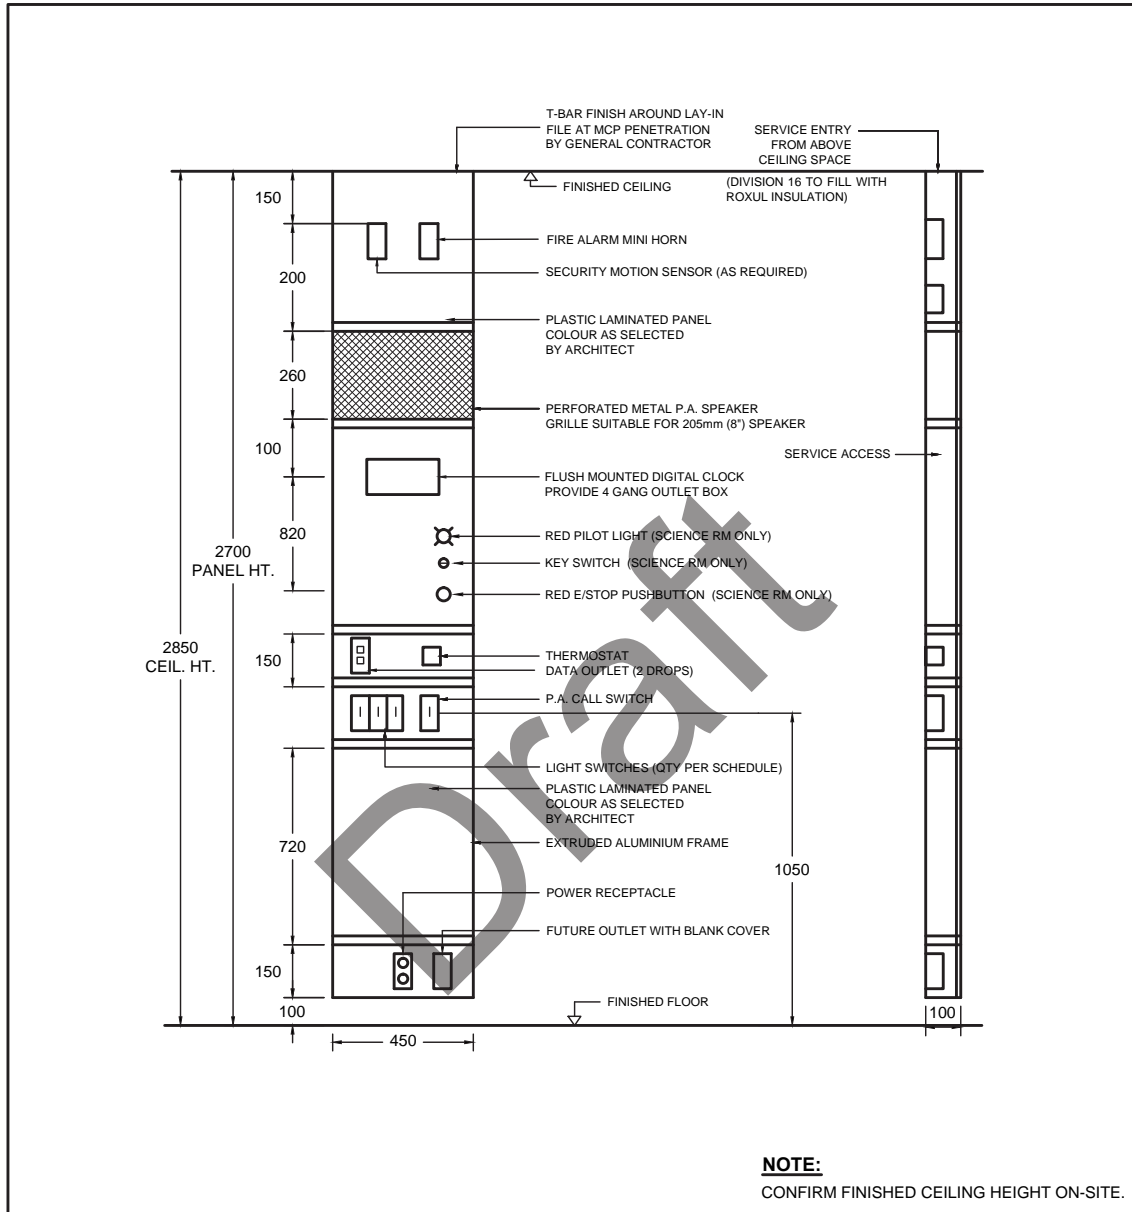 T-BAR FINISH AROUND LAY-IN
FILE AT MCP PENETRATION
BY GENERAL CONTRACTOR
SERVICE ENTRY
FROM ABOVE
CEILING SPACE
(DIVISION 16 TO FILL WITH
ROXUL INSULATION)
FINISHED CEILING
150
FIRE ALARM MINI HORN
SECURITY MOTION SENSOR (AS REQUIRED)
200
PLASTIC LAMINATED PANEL
COLOUR AS SELECTED
BY ARCHITECT
260
PERFORATED METAL P.A. SPEAKER
GRILLE SUITABLE FOR 205mm (8") SPEAKER
100
SERVICE ACCESS
FLUSH MOUNTED DIGITAL CLOCK
PROVIDE 4 GANG OUTLET BOX
820
RED PILOT LIGHT (SCIENCE RM ONLY)
2700
PANEL HT.
KEY SWITCH (SCIENCE RM ONLY)
RED E/STOP PUSHBUTTON (SCIENCE RM ONLY)
2850
CEIL. HT.
150
THERMOSTAT
DATA OUTLET (2 DROPS)
P.A. CALL SWITCH
LIGHT SWITCHES (QTY PER SCHEDULE)
PLASTIC LAMINATED PANEL
COLOUR AS SELECTED
BY ARCHITECT
720
EXTRUDED ALUMINIUM FRAME
1050
POWER RECEPTACLE
FUTURE OUTLET WITH BLANK COVER
150
FINISHED FLOOR
100
100
450
Draft
NOTE:
CONFIRM FINISHED CEILING HEIGHT ON-SITE.